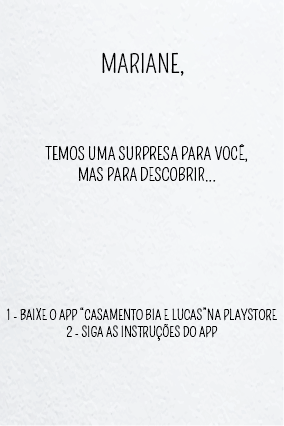 MARIANE,
TEMOS UMA SURPRESA PARA VOCÊ,
MAS PARA DESCOBRIR...
1 - BAIXE O APP "CASAMENTO BIA E LUCAS"NA PLAYSTORE
2 - SIGA AS INSTRUÇÕES DO APP